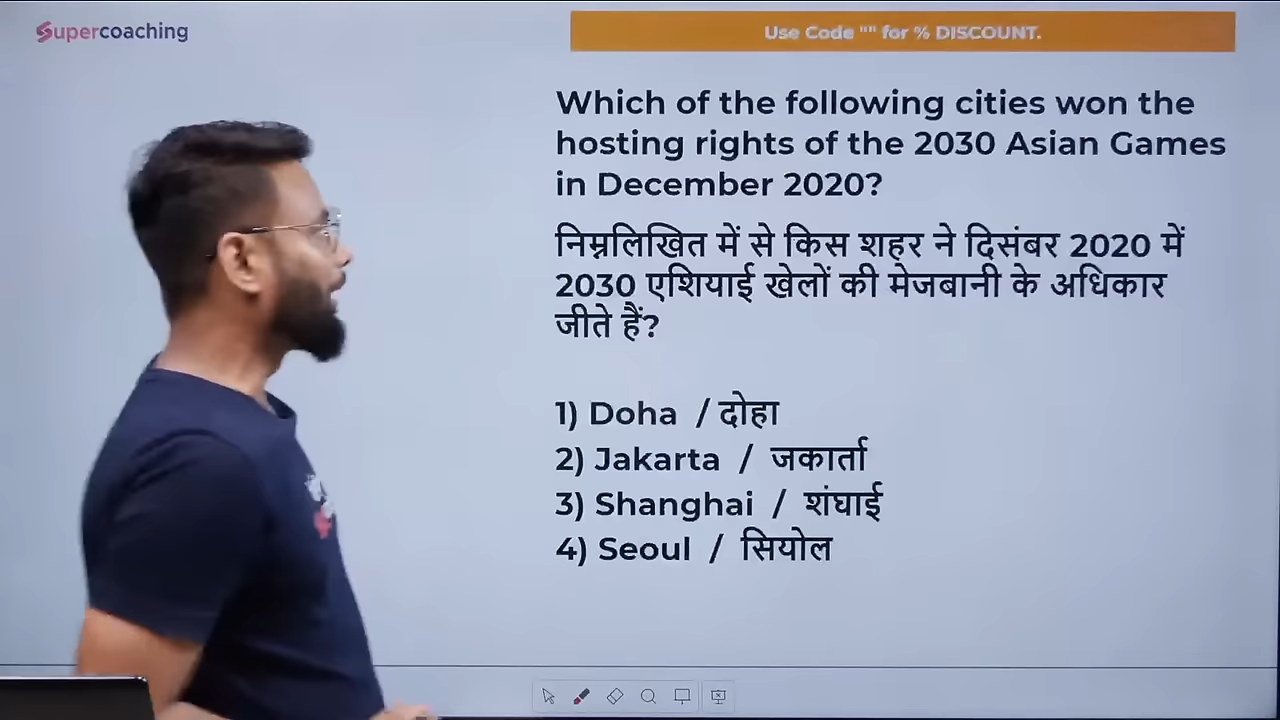 Supercoaching
Use Code "" for % DISCOUNT.
Which of the following cities won the
hosting rights of the 2030 Asian Games
in December 2020?
निम्नलिखित में से किस शहर ने दिसंबर 2020 में
2030 एशियाई खेलों की मेजबानी के अधिकार
जीते हैं?
1) Doha / दोहा
2) Jakarta / जकार्ता
3) Shanghai / शंघाई
4) Seoul / सियोल